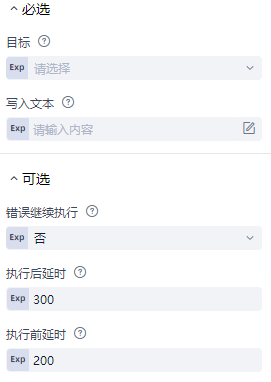 必选
目标
Exp 请选择
写入文本
Exp 请输入内容
可选
错误继续执行
Exp 否
执行后延时
Exp 300
执行前延时
Exp 200